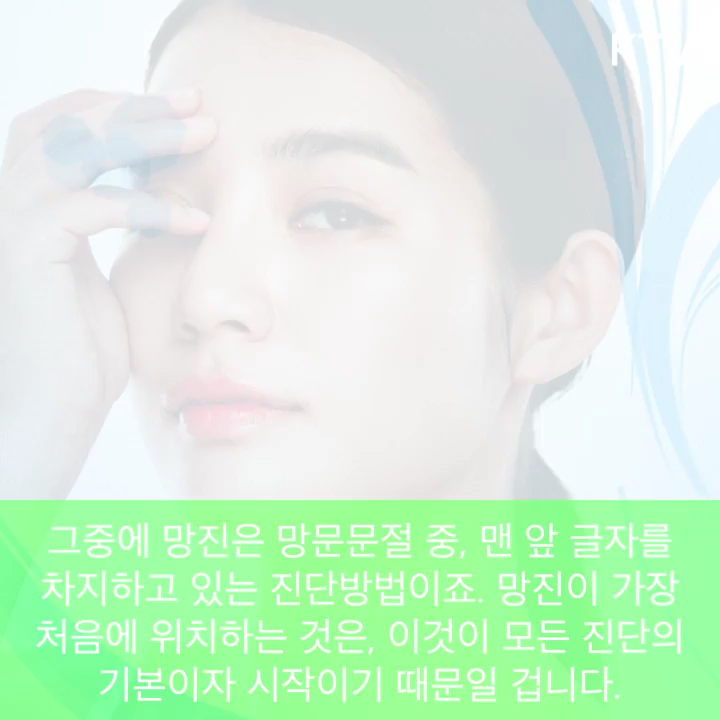 그중에 망진은 망문문절 중, 맨 앞 글자를
차지하고 있는 진단방법이죠. 망진이 가장
처음에 위치하는 것은, 이것이 모든 진단의
기본이자 시작이기 때문일 겁니다.